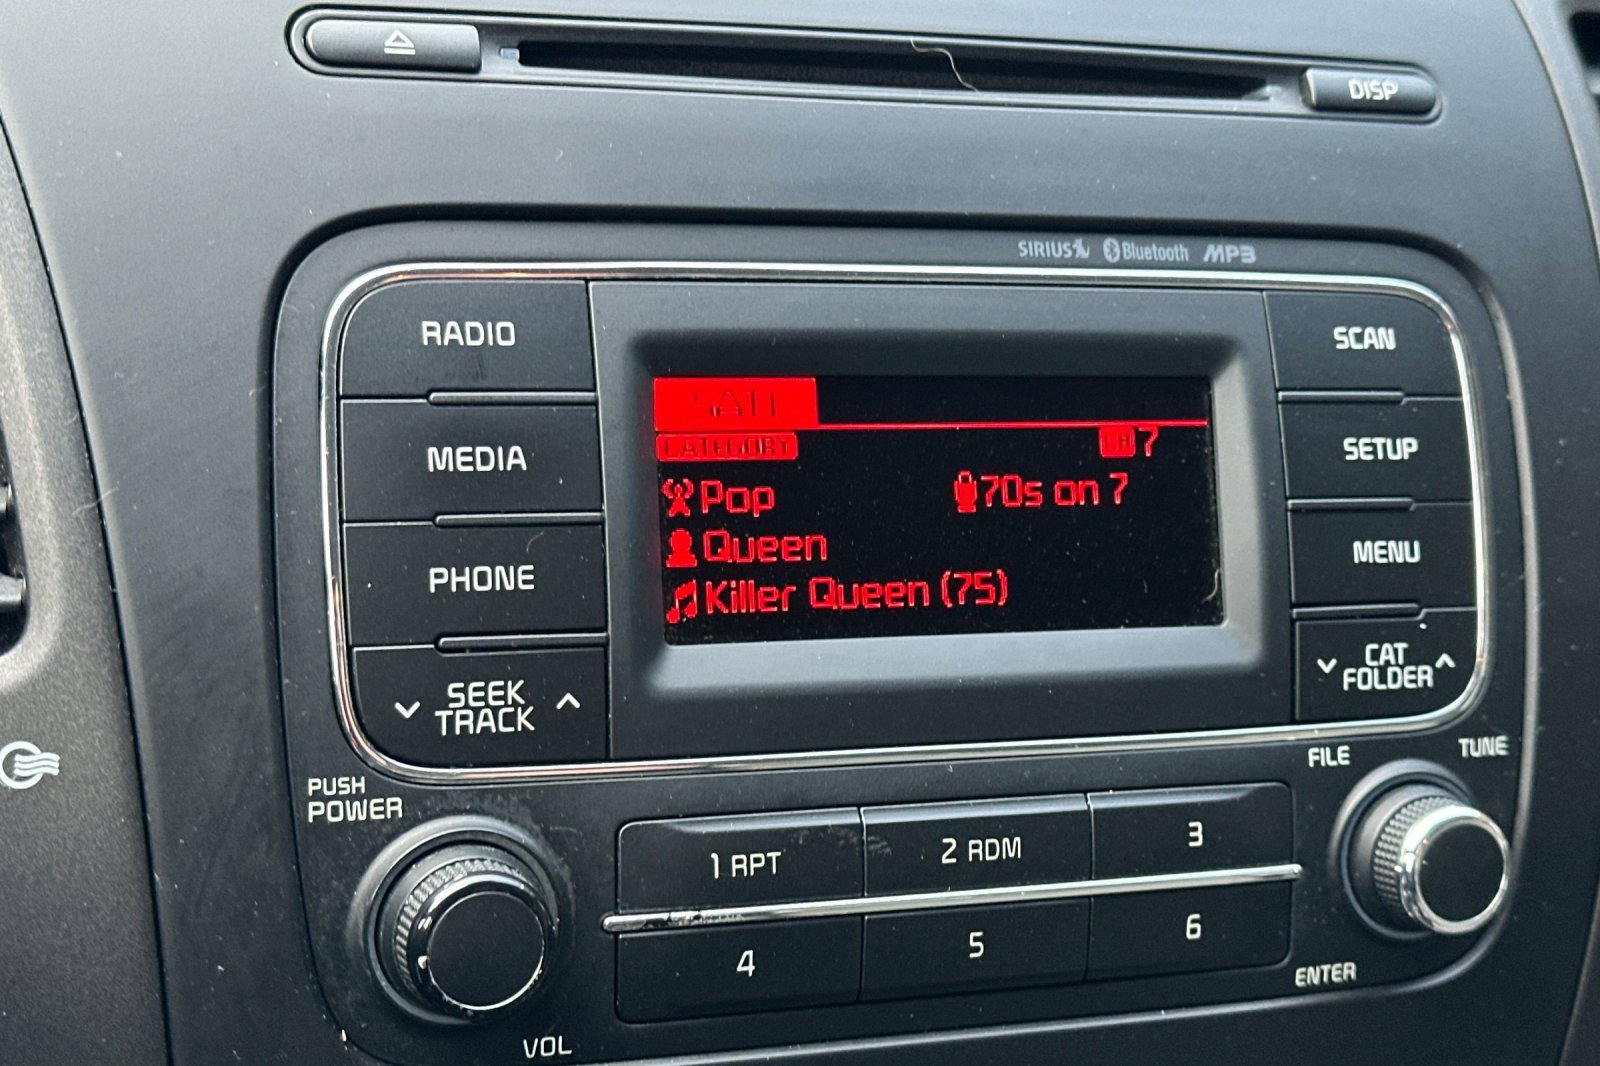 DISP
SIRIUS Bluetooth MP3
RADIO
MEDIA
PHONE
SEEK
TRACK
SAT1
CATEGORY
CH 7
Pop 70s on 7
Queen
Killer Queen (75)
SCAN
SETUP
MENU
CAT
FOLDER
PUSH
POWER
VOL
1 RPT
2 RDM
3
4
5
6
FILE
TUNE
ENTER